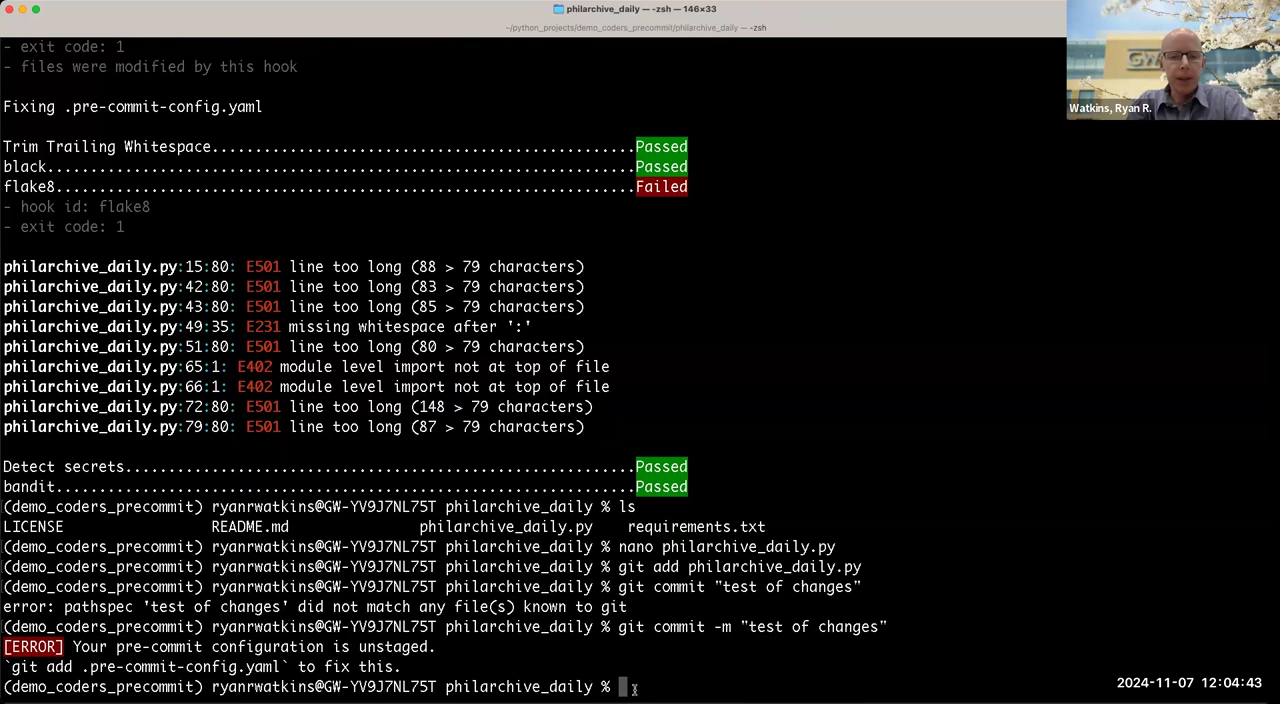 philarchive_daily — -zsh — 146×33
~/python_projects/demo_coders_precommit/philarchive_daily — -zsh
GW
Watkins, Ryan R.
- exit code: 1
- files were modified by this hook
Fixing .pre-commit-config.yaml
Trim Trailing Whitespace.................................................Passed
black....................................................................Passed
flake8...................................................................Failed
- hook id: flake8
- exit code: 1
philarchive_daily.py:15:80: E501 line too long (88 > 79 characters)
philarchive_daily.py:42:80: E501 line too long (83 > 79 characters)
philarchive_daily.py:43:80: E501 line too long (85 > 79 characters)
philarchive_daily.py:49:35: E231 missing whitespace after ':'
philarchive_daily.py:51:80: E501 line too long (80 > 79 characters)
philarchive_daily.py:65:1: E402 module level import not at top of file
philarchive_daily.py:66:1: E402 module level import not at top of file
philarchive_daily.py:72:80: E501 line too long (148 > 79 characters)
philarchive_daily.py:79:80: E501 line too long (87 > 79 characters)
Detect secrets...........................................................Passed
bandit...................................................................Passed
(demo_coders_precommit) ryanrwatkins@GW-YV9J7NL75T philarchive_daily % ls
LICENSE README.md philarchive_daily.py requirements.txt
(demo_coders_precommit) ryanrwatkins@GW-YV9J7NL75T philarchive_daily % nano philarchive_daily.py
(demo_coders_precommit) ryanrwatkins@GW-YV9J7NL75T philarchive_daily % git add philarchive_daily.py
(demo_coders_precommit) ryanrwatkins@GW-YV9J7NL75T philarchive_daily % git commit "test of changes"
error: pathspec 'test of changes' did not match any file(s) known to git
(demo_coders_precommit) ryanrwatkins@GW-YV9J7NL75T philarchive_daily % git commit -m "test of changes"
[ERROR] Your pre-commit configuration is unstaged.
`git add .pre-commit-config.yaml` to fix this.
(demo_coders_precommit) ryanrwatkins@GW-YV9J7NL75T philarchive_daily %
2024-11-07 12:04:43